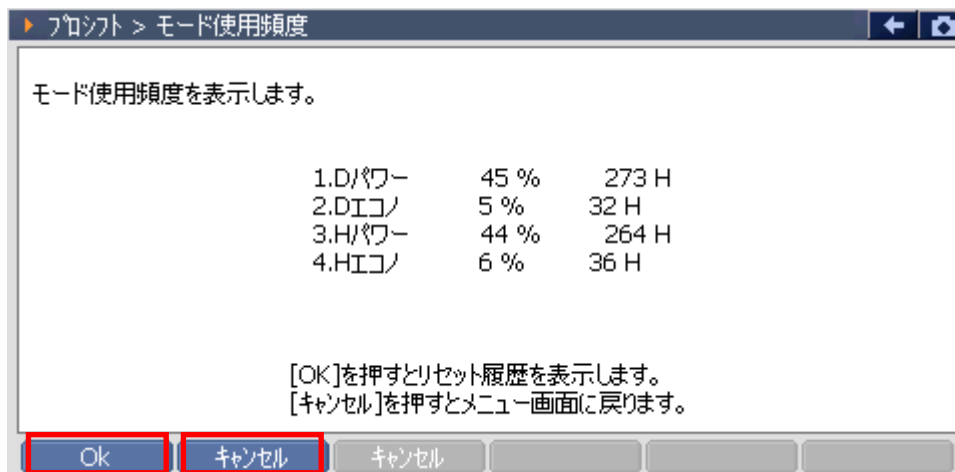 プロシフト > モード使用頻度
モード使用頻度を表示します。
1.Dパワー 45 % 273 H
2.Dエコノ 5 % 32 H
3.Hパワー 44 % 264 H
4.Hエコノ 6 % 36 H
[OK]を押すとリセット履歴を表示します。
[キャンセル]を押すとメニュー画面に戻ります。
Ok キャンセル キャンセル